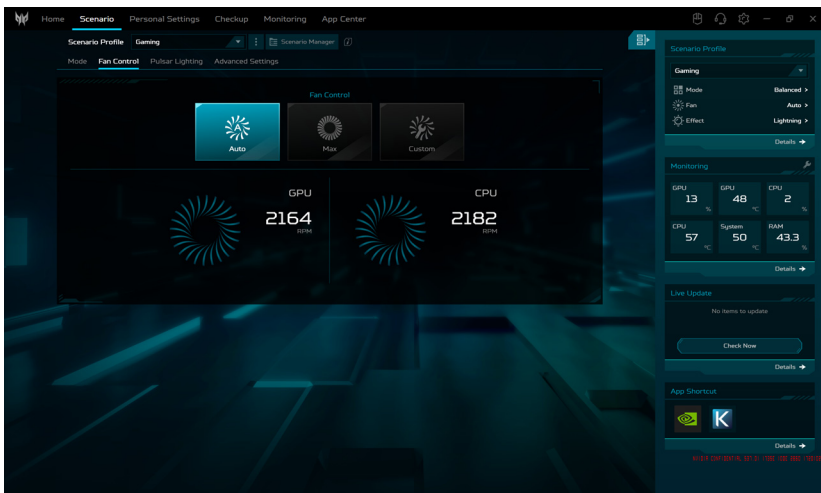 Home Scenario Personal Settings Checkup Monitoring App Center
Scenario Profile Gaming Scenario Manager
Mode Fan Control Pulsar Lighting Advanced Settings
Fan Control
Auto Max Custom
GPU
2164
RPM
CPU
2182
RPM
Scenario Profile
Gaming
Mode Balanced >
Fan Auto >
Effect Lightning >
Details →
Monitoring
GPU
13
%
GPU
48
°C
CPU
2
%
CPU
57
°C
System
50
°C
RAM
43.3
%
Details →
Live Update
No items to update
Check Now
Details →
App Shortcut
K
Details →